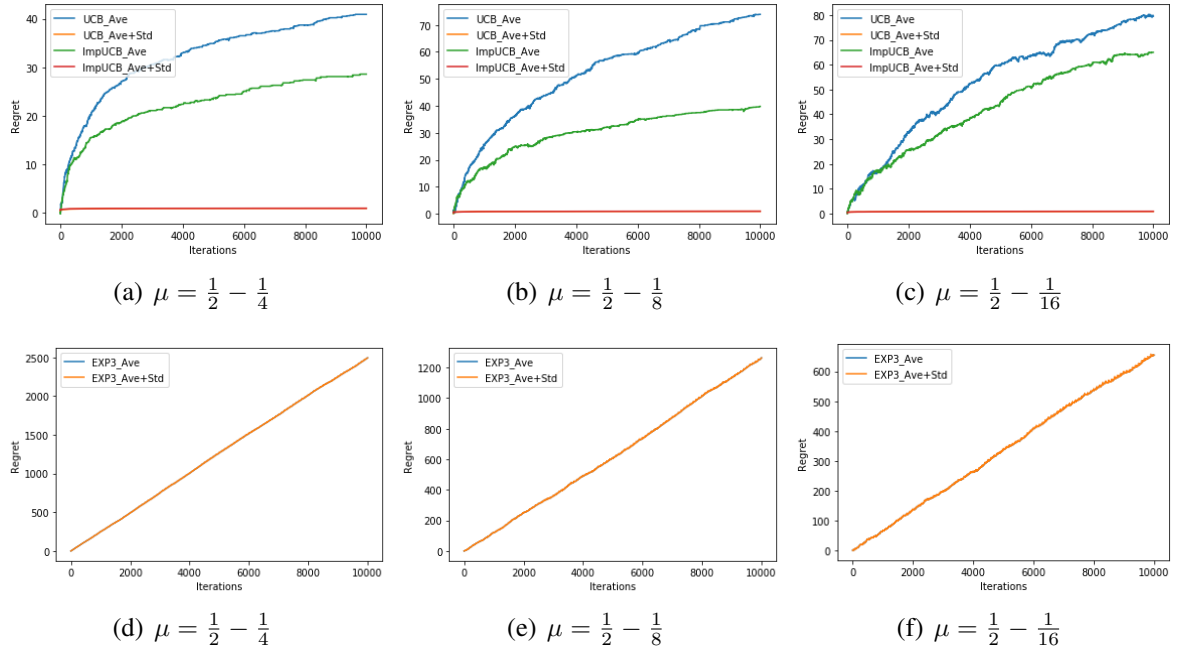 UCB_Ave
UCB_Ave+Std
ImpUCB_Ave
ImpUCB_Ave+Std
Regret
40
30
20
10
0
0 2000 4000 6000 8000 10000
Iterations
(a) μ = 1/2 − 1/4
UCB_Ave
UCB_Ave+Std
ImpUCB_Ave
ImpUCB_Ave+Std
Regret
70
60
50
40
30
20
10
0
0 2000 4000 6000 8000 10000
Iterations
(b) μ = 1/2 − 1/8
UCB_Ave
UCB_Ave+Std
ImpUCB_Ave
ImpUCB_Ave+Std
Regret
80
70
60
50
40
30
20
10
0
0 2000 4000 6000 8000 10000
Iterations
(c) μ = 1/2 − 1/16
EXP3_Ave
EXP3_Ave+Std
Regret
2500
2000
1500
1000
500
0
0 2000 4000 6000 8000 10000
Iterations
(d) μ = 1/2 − 1/4
EXP3_Ave
EXP3_Ave+Std
Regret
1200
1000
800
600
400
200
0
0 2000 4000 6000 8000 10000
Iterations
(e) μ = 1/2 − 1/8
EXP3_Ave
EXP3_Ave+Std
Regret
600
500
400
300
200
100
0
0 2000 4000 6000 8000 10000
Iterations
(f) μ = 1/2 − 1/16